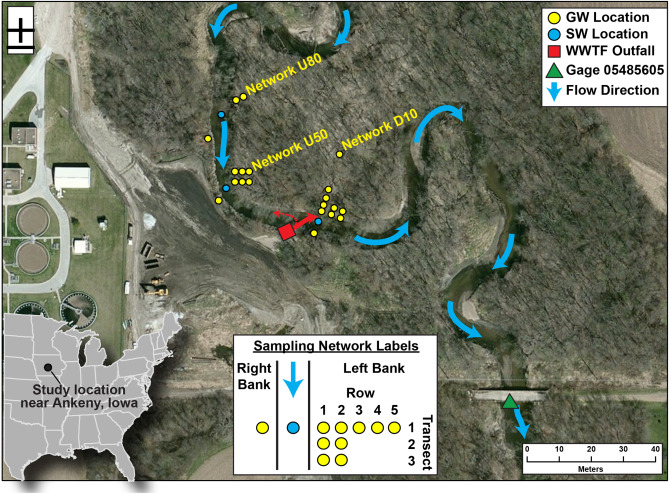 GW Location
SW Location
WWTF Outfall
Gage 05485605
Flow Direction
Network U80
Network D10
Network U50
Sampling Network Labels
Right
Bank
Left Bank
Row
1 2 3 4 5
1
2
3
Transect
Study location
near Ankeny, Iowa
0 10 20 30 40
Meters